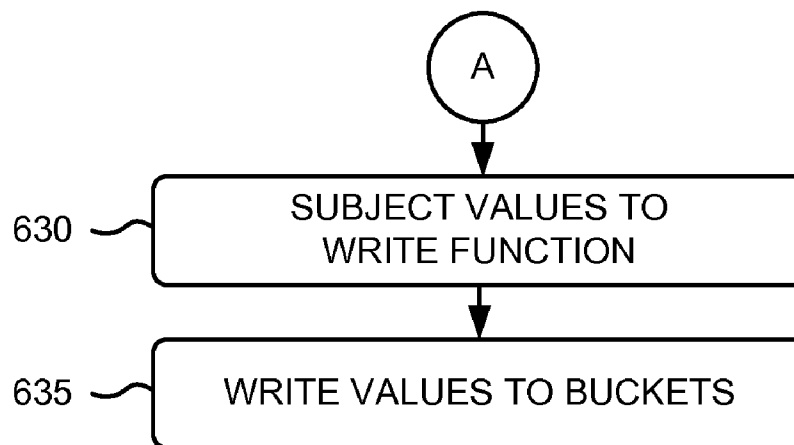 A
630
SUBJECT VALUES TO
WRITE FUNCTION
635
WRITE VALUES TO BUCKETS